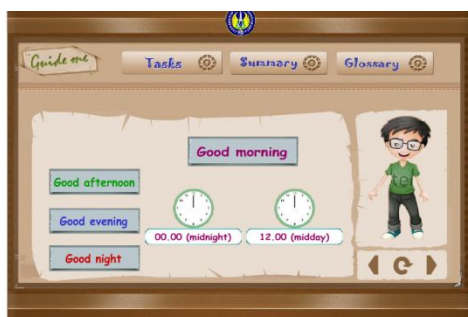 Guide me
Tasks
Summary
Glossary
Good morning
Good afternoon
Good evening
Good night
00.00 (midnight)
12.00 (midday)